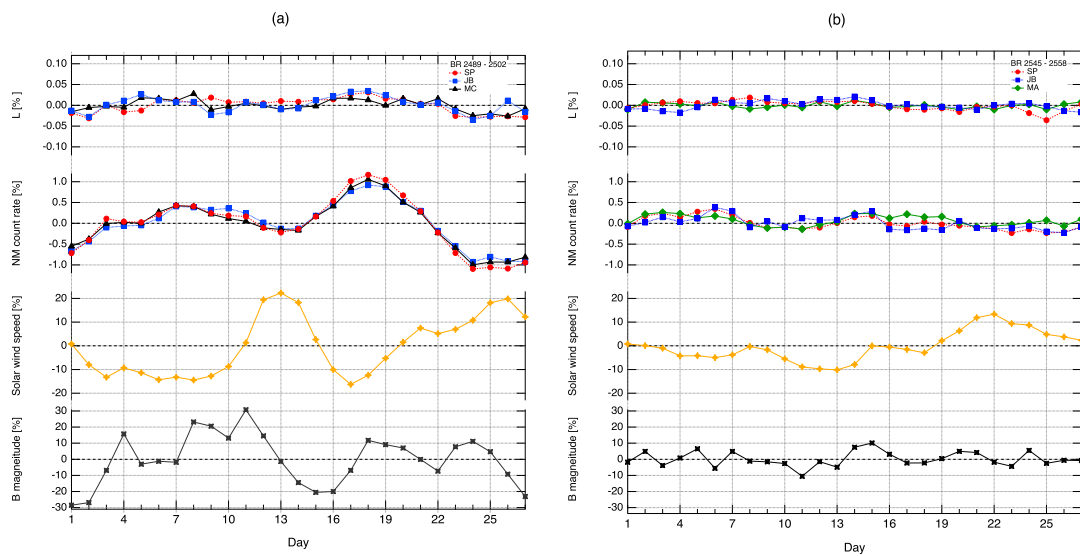 (a)
BR 2489 - 2502
SP
JB
MC
L [% ]
0.10
0.05
0.00
-0.05
-0.10
NM count rate [%]
1.0
0.5
0.0
-0.5
-1.0
Solar wind speed [%]
20
10
0
-10
-20
B magneitude [%]
30
20
10
0
-10
-20
-30
1 4 7 10 13 16 19 22 25
Day
(b)
BR 2545 - 2558
SP
JB
MA
L [% ]
0.10
0.05
0.00
-0.05
-0.10
NM count rate [%]
1.0
0.5
0.0
-0.5
-1.0
Solar wind speed [%]
20
10
0
-10
-20
B magneitude [%]
30
20
10
0
-10
-20
-30
1 4 7 10 13 16 19 22 25
Day